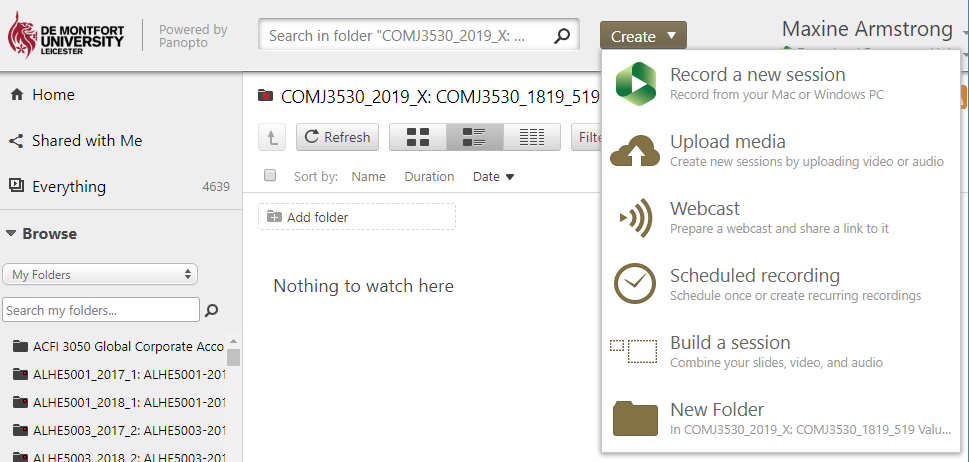 DE MONTFORT
UNIVERSITY
LEICESTER
Powered by
Panopto
Search in folder "COMJ3530_2019_X: ...
Create
Maxine Armstrong
Home
Shared with Me
Everything 4639
Browse
My Folders
Search my folders...
ACFI 3050 Global Corporate Acco
ALHE5001_2017_1: ALHE5001-201
ALHE5001_2018_1: ALHE5001-201
ALHE5003_2017_2: ALHE5003-201
ALHE5003_2018_2: ALHE5003-201
COMJ3530_2019_X: COMJ3530_1819_519
Refresh
Filte
Sort by: Name Duration Date
Add folder
Nothing to watch here
Record a new session
Record from your Mac or Windows PC
Upload media
Create new sessions by uploading video or audio
Webcast
Prepare a webcast and share a link to it
Scheduled recording
Schedule once or create recurring recordings
Build a session
Combine your slides, video, and audio
New Folder
In COMJ3530_2019_X: COMJ3530_1819_519 Valu...